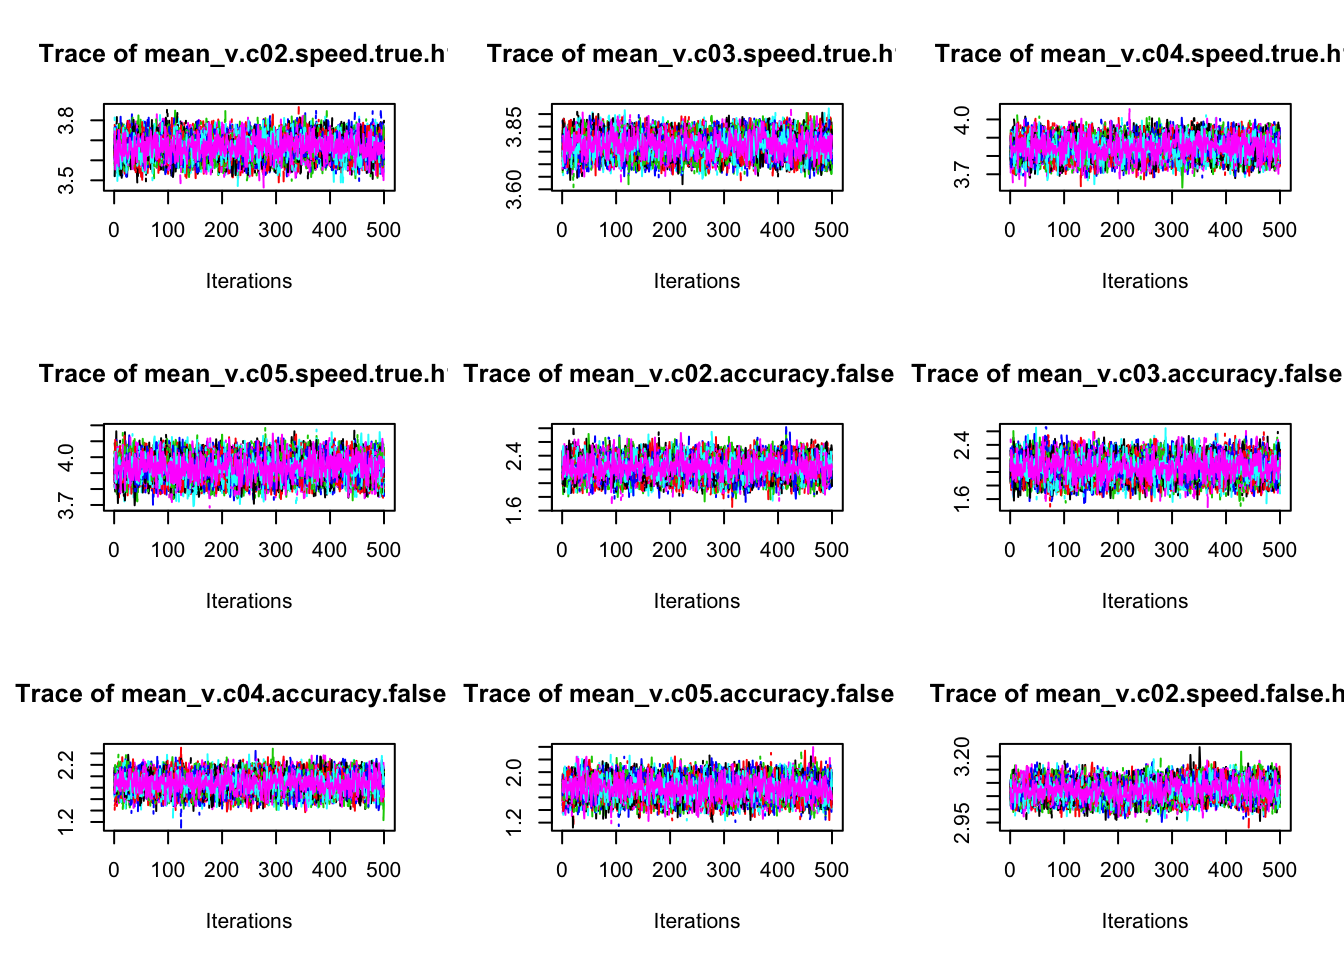 Trace of mean_v.c02.speed.true.h
Trace of mean_v.c03.speed.true.h
Trace of mean_v.c04.speed.true.h
3.8
3.5
0 100 200 300 400 500
Iterations
3.85
3.60
0 100 200 300 400 500
Iterations
4.0
3.7
0 100 200 300 400 500
Iterations
Trace of mean_v.c05.speed.true.h
Trace of mean_v.c02.accuracy.false
Trace of mean_v.c03.accuracy.false
4.0
3.7
0 100 200 300 400 500
Iterations
2.4
1.6
0 100 200 300 400 500
Iterations
2.4
1.6
0 100 200 300 400 500
Iterations
Trace of mean_v.c04.accuracy.false
Trace of mean_v.c05.accuracy.false
Trace of mean_v.c02.speed.false.h
2.2
1.2
0 100 200 300 400 500
Iterations
2.0
1.2
0 100 200 300 400 500
Iterations
3.20
2.95
0 100 200 300 400 500
Iterations